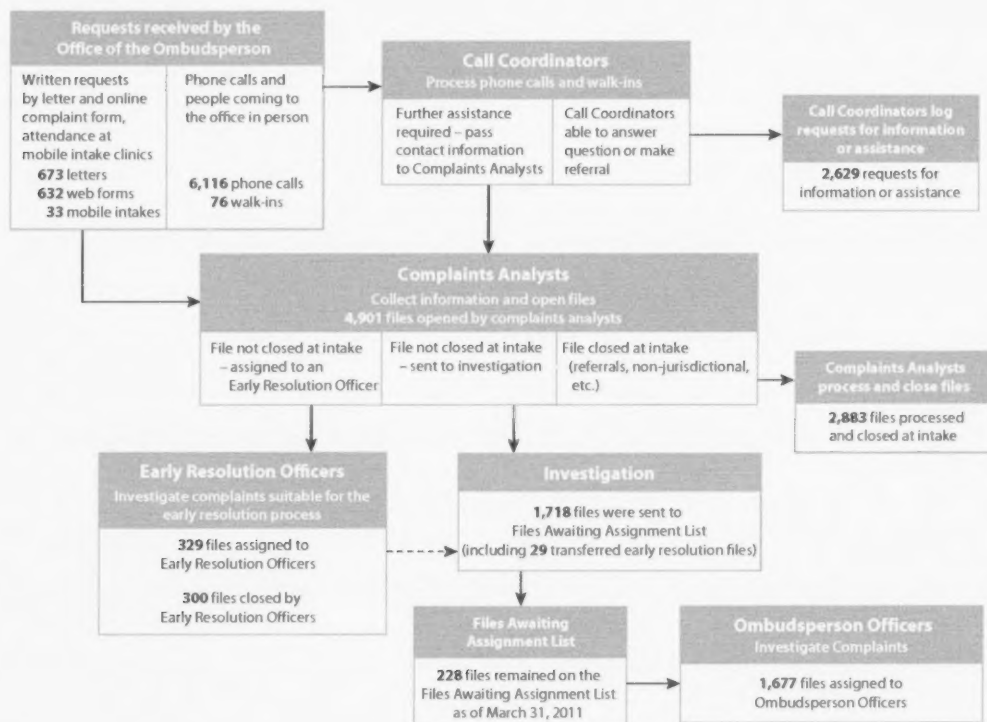 Requests received by the
Office of the Ombudsperson
Written requests
by letter and online
complaint form,
attendance at
mobile intake clinics
673 letters
632 web forms
33 mobile intakes
Phone calls and
people coming to
the office in person
6,116 phone calls
76 walk-ins
Call Coordinators
Process phone calls and walk-ins
Further assistance
required – pass
contact information
to Complaints Analysts
Call Coordinators
able to answer
question or make
referral
Call Coordinators log
requests for information
or assistance
2,629 requests for
information or assistance
Complaints Analysts
Collect information and open files
4,901 files opened by complaints analysts
File not closed at intake
– assigned to an
Early Resolution Officer
File not closed at intake
– sent to investigation
File closed at intake
(referrals, non-jurisdictional,
etc.)
Complaints Analysts
process and close files
2,883 files processed
and closed at intake
Early Resolution Officers
Investigate complaints suitable for the
early resolution process
329 files assigned to
Early Resolution Officers
300 files closed by
Early Resolution Officers
Investigation
1,718 files were sent to
Files Awaiting Assignment List
(including 29 transferred early resolution files)
Files Awaiting
Assignment List
228 files remained on the
Files Awaiting Assignment List
as of March 31, 2011
Ombudsperson Officers
Investigate Complaints
1,677 files assigned to
Ombudsperson Officers